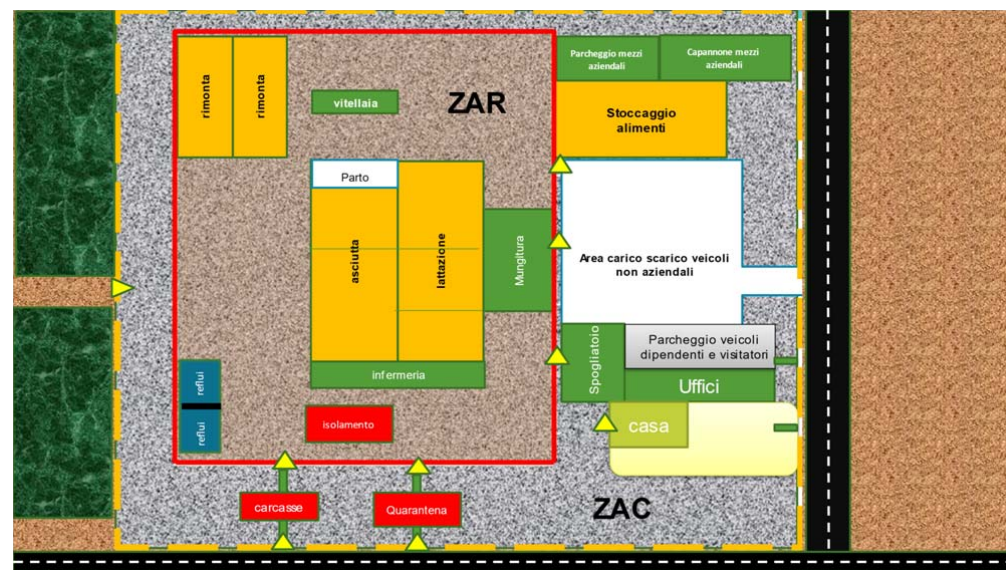 rimonta
rimonta
vitellaia
ZAR
Parcheggio mezzi
aziendali
Capannone mezzi
aziendali
Stoccaggio
alimenti
Parto
asciutta
lattazione
Mungitura
Area carico scarico veicoli
non aziendali
infermeria
Spogliatoio
Parcheggio veicoli
dipendenti e visitatori
Uffici
reflui
reflui
isolamento
casa
carcasse
Quarantena
ZAC